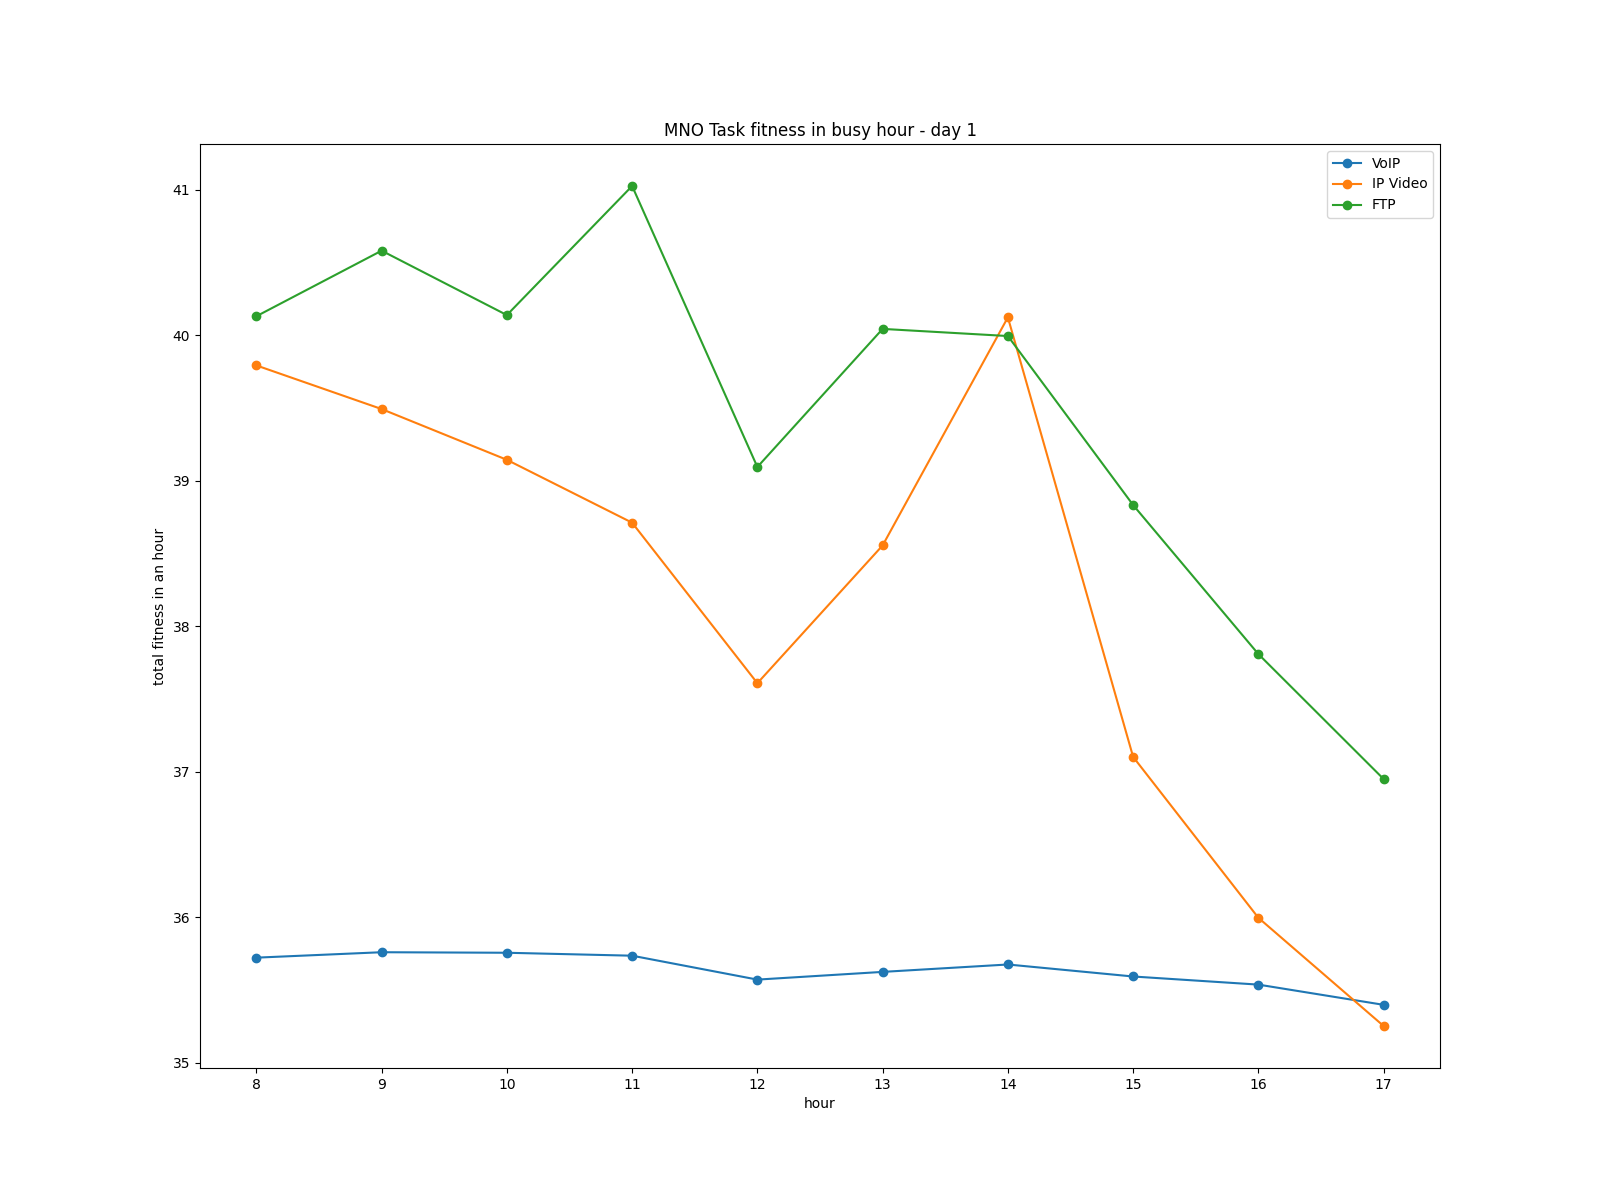 MNO Task fitness in busy hour - day 1
VoIP
IP Video
FTP
41
40
39
38
37
36
35
total fitness in an hour
8 9 10 11 12 13 14 15 16 17
hour